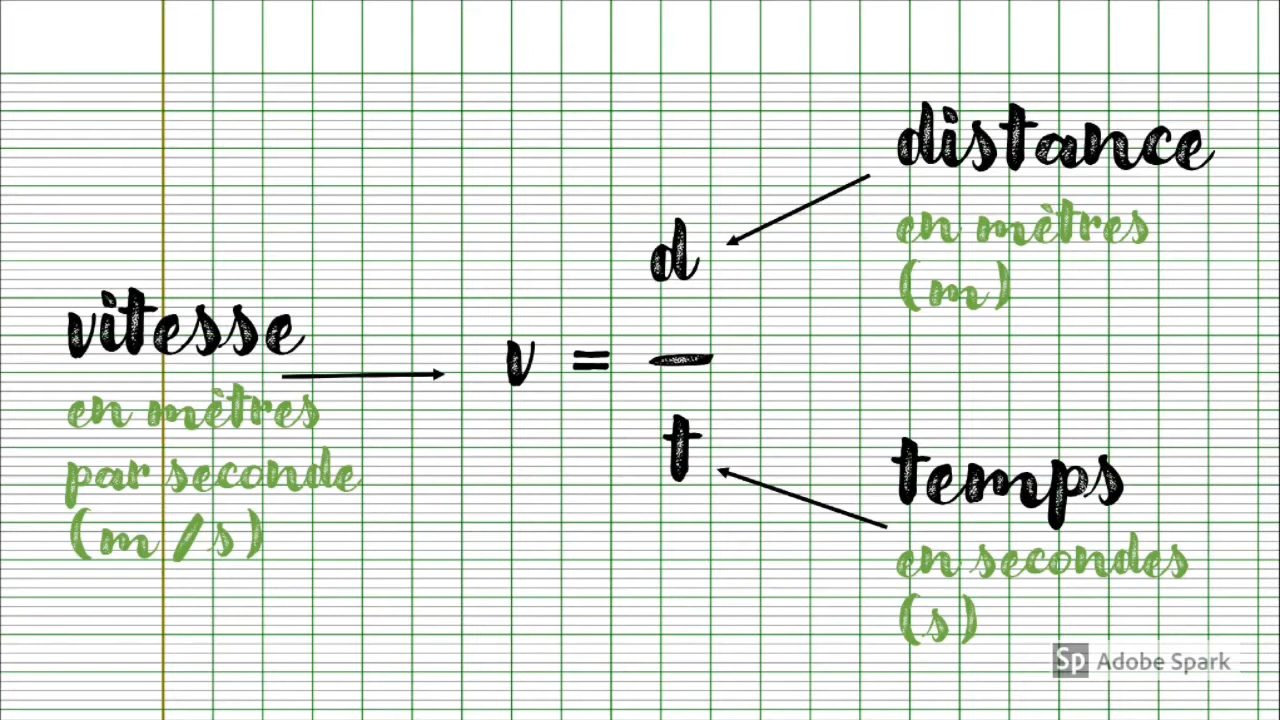 distance
en mètres
(m)
vitesse
en mètres
par seconde
(m/s)
v = d
t
temps
en secondes
(s)
Sp Adobe Spark